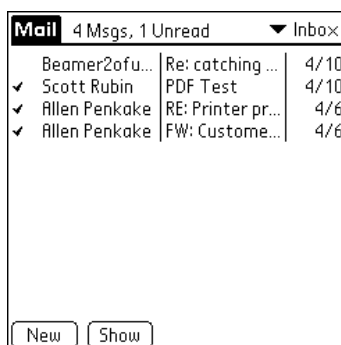 Mail 4 Msgs, 1 Unread Inbox
Beamer2ofu... Re: catching ... 4/10
Scott Rubin PDF Test 4/10
Allen Penkake RE: Printer pr... 4/6
Allen Penkake FW: Custome... 4/6
New Show